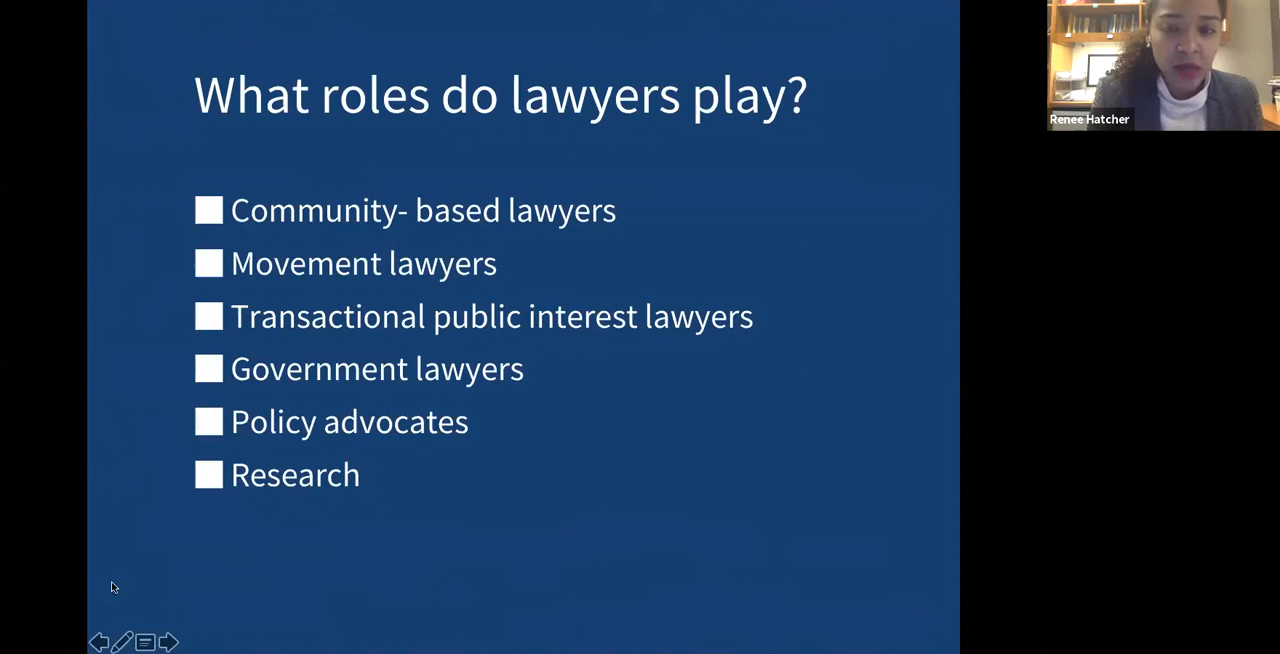 What roles do lawyers play?
Community- based lawyers
Movement lawyers
Transactional public interest lawyers
Government lawyers
Policy advocates
Research
Renee Hatcher